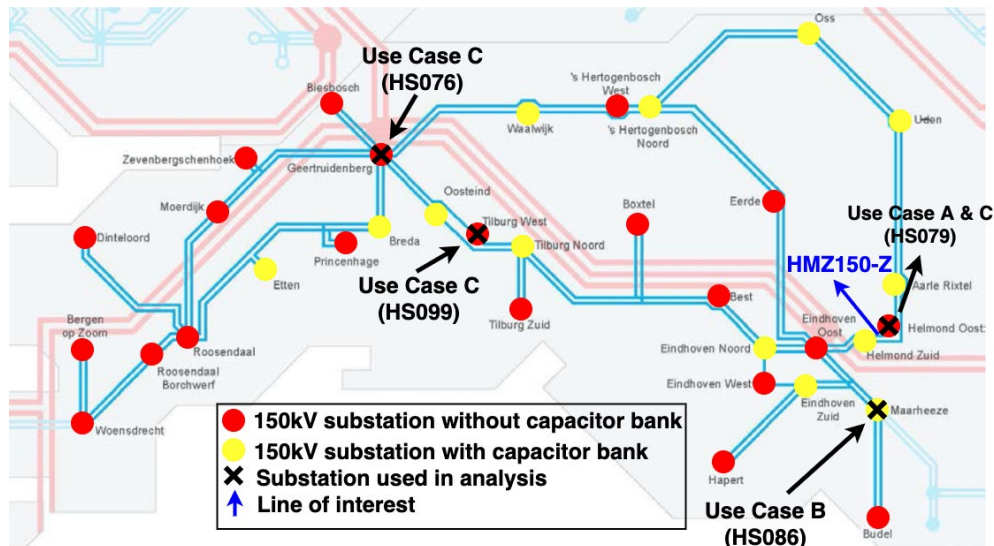 Oss
Use Case C
(HS076)
Biesbosch
's Hertogenbosch
West
Waalwijk
's Hertogenbosch
Noord
Uden
Zevenbergschenhoek
Geertruidenberg
Moerdijk
Oosteind
Boxtel
Eerde
Use Case A & C
(HS079)
Tilburg West
Dinteloord
Breda
Princenhage
Tilburg Noord
HMZ150-Z
Etten
Use Case C
(HS099)
Aarle Rixtel
Best
Bergen
op Zoom
Tilburg Zuid
Eindhoven
Oost
Helmond Oost
Roosendaal
Eindhoven Noord
Helmond Zuid
Roosendaal
Borchwerf
Eindhoven West
Eindhoven
Zuid
Maarheeze
Woensdrecht
150kV substation without capacitor bank
150kV substation with capacitor bank
Substation used in analysis
Line of interest
Hapert
Use Case B
(HS086)
Budel